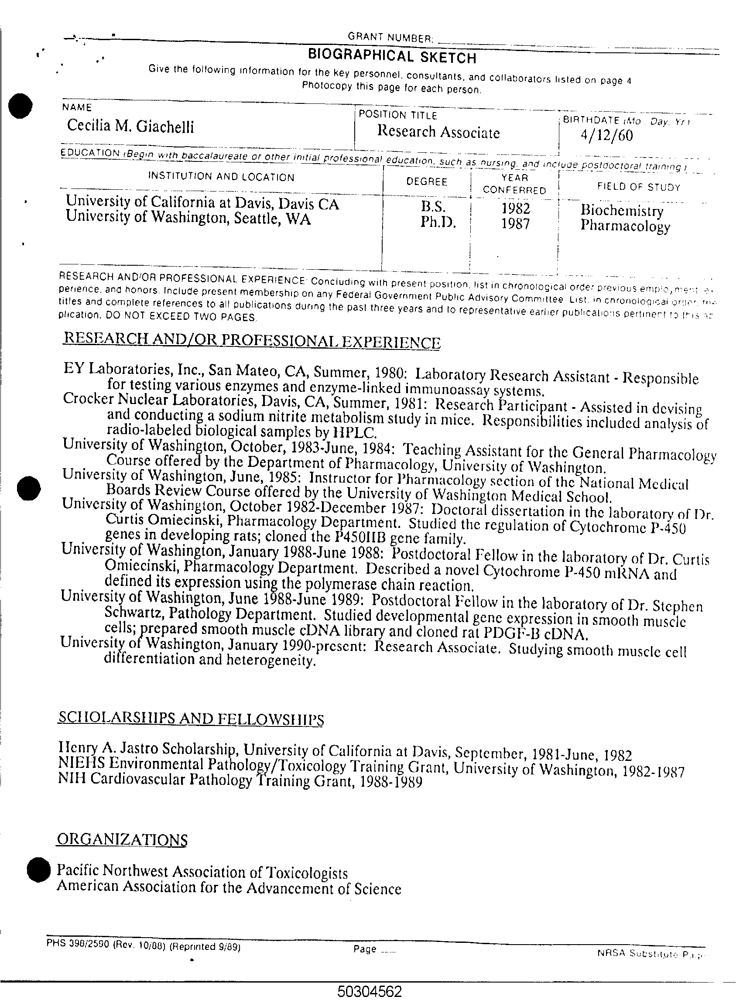 GRANT NUMBER:
BIOGRAPHICAL SKETCH
Give the following information for the key personnel, consultants, and collaborators listed on page 4
Photocopy this page for each person.
NAME
Cecilia M. Giachelli
POSITION TITLE
Research Associate
BIRTHDATE (Mo. Day, Yr)
4/12/60
EDUCATION (Begin with baccalaureate or other initial professional education, such as nursing, and include postdoctoral training)
INSTITUTION AND LOCATION
DEGREE
YEAR
CONFERRED
FIELD OF STUDY
University of California at Davis, Davis CA B.S. 1982 Biochemistry
University of Washington, Seattle, WA Ph.D. 1987 Pharmacology
RESEARCH AND/OR PROFESSIONAL EXPERIENCE: Concluding with present position, list in chronological order previous employment, ex-
perience, and honors. Include present membership on any Federal Government Public Advisory Committee. List, in chronological order, the
titles and complete references to all publications during the past three years and to representative earlier publications pertinent to this ap-
plication. DO NOT EXCEED TWO PAGES.
RESEARCH AND/OR PROFESSIONAL EXPERIENCE
EY Laboratories, Inc., San Mateo, CA, Summer, 1980: Laboratory Research Assistant - Responsible
for testing various enzymes and enzyme-linked immunoassay systems.
Crocker Nuclear Laboratories, Davis, CA, Summer, 1981: Research Participant - Assisted in devising
and conducting a sodium nitrite metabolism study in mice. Responsibilities included analysis of
radio-labeled biological samples by HPLC.
University of Washington, October, 1983-June, 1984: Teaching Assistant for the General Pharmacology
Course offered by the Department of Pharmacology, University of Washington.
University of Washington, June, 1985: Instructor for Pharmacology section of the National Medical
Boards Review Course offered by the University of Washington Medical School.
University of Washington, October 1982-December 1987: Doctoral dissertation in the laboratory of Dr.
Curtis Omiecinski, Pharmacology Department. Studied the regulation of Cytochrome P-450
genes in developing rats; cloned the P450IIB gene family.
University of Washington, January 1988-June 1988: Postdoctoral Fellow in the laboratory of Dr. Curtis
Omiecinski, Pharmacology Department. Described a novel Cytochrome P-450 mRNA and
defined its expression using the polymerase chain reaction.
University of Washington, June 1988-June 1989: Postdoctoral Fellow in the laboratory of Dr. Stephen
Schwartz, Pathology Department. Studied developmental gene expression in smooth muscle
cells; prepared smooth muscle cDNA library and cloned rat PDGF-B cDNA.
University of Washington, January 1990-present: Research Associate. Studying smooth muscle cell
differentiation and heterogeneity.
SCHOLARSHIPS AND FELLOWSHIPS
Henry A. Jastro Scholarship, University of California at Davis, September, 1981-June, 1982
NIEHS Environmental Pathology/Toxicology Training Grant, University of Washington, 1982-1987
NIH Cardiovascular Pathology Training Grant, 1988-1989
ORGANIZATIONS
Pacific Northwest Association of Toxicologists
American Association for the Advancement of Science
PHS 398/2590 (Rev. 10/88) (Reprinted 9/89)
Page
NRSA Substitute Page
50304562